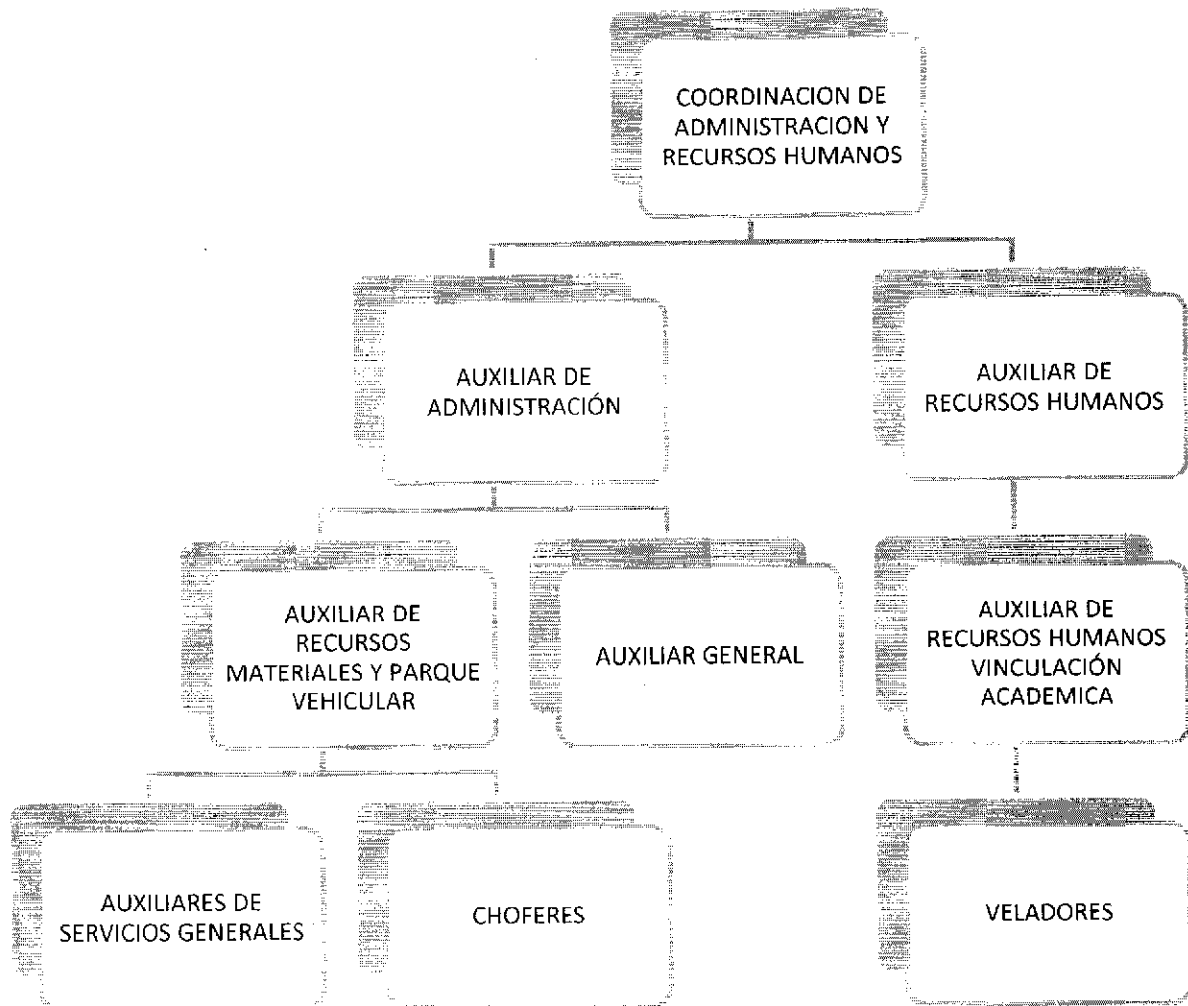 COORDINACION DE
ADMINISTRACION Y
RECURSOS HUMANOS
AUXILIAR DE
ADMINISTRACIÓN
AUXILIAR DE
RECURSOS HUMANOS
AUXILIAR DE
RECURSOS
MATERIALES Y PARQUE
VEHICULAR
AUXILIAR GENERAL
AUXILIAR DE
RECURSOS HUMANOS
VINCULACIÓN
ACADEMICA
AUXILIARES DE
SERVICIOS GENERALES
CHOFERES
VELADORES